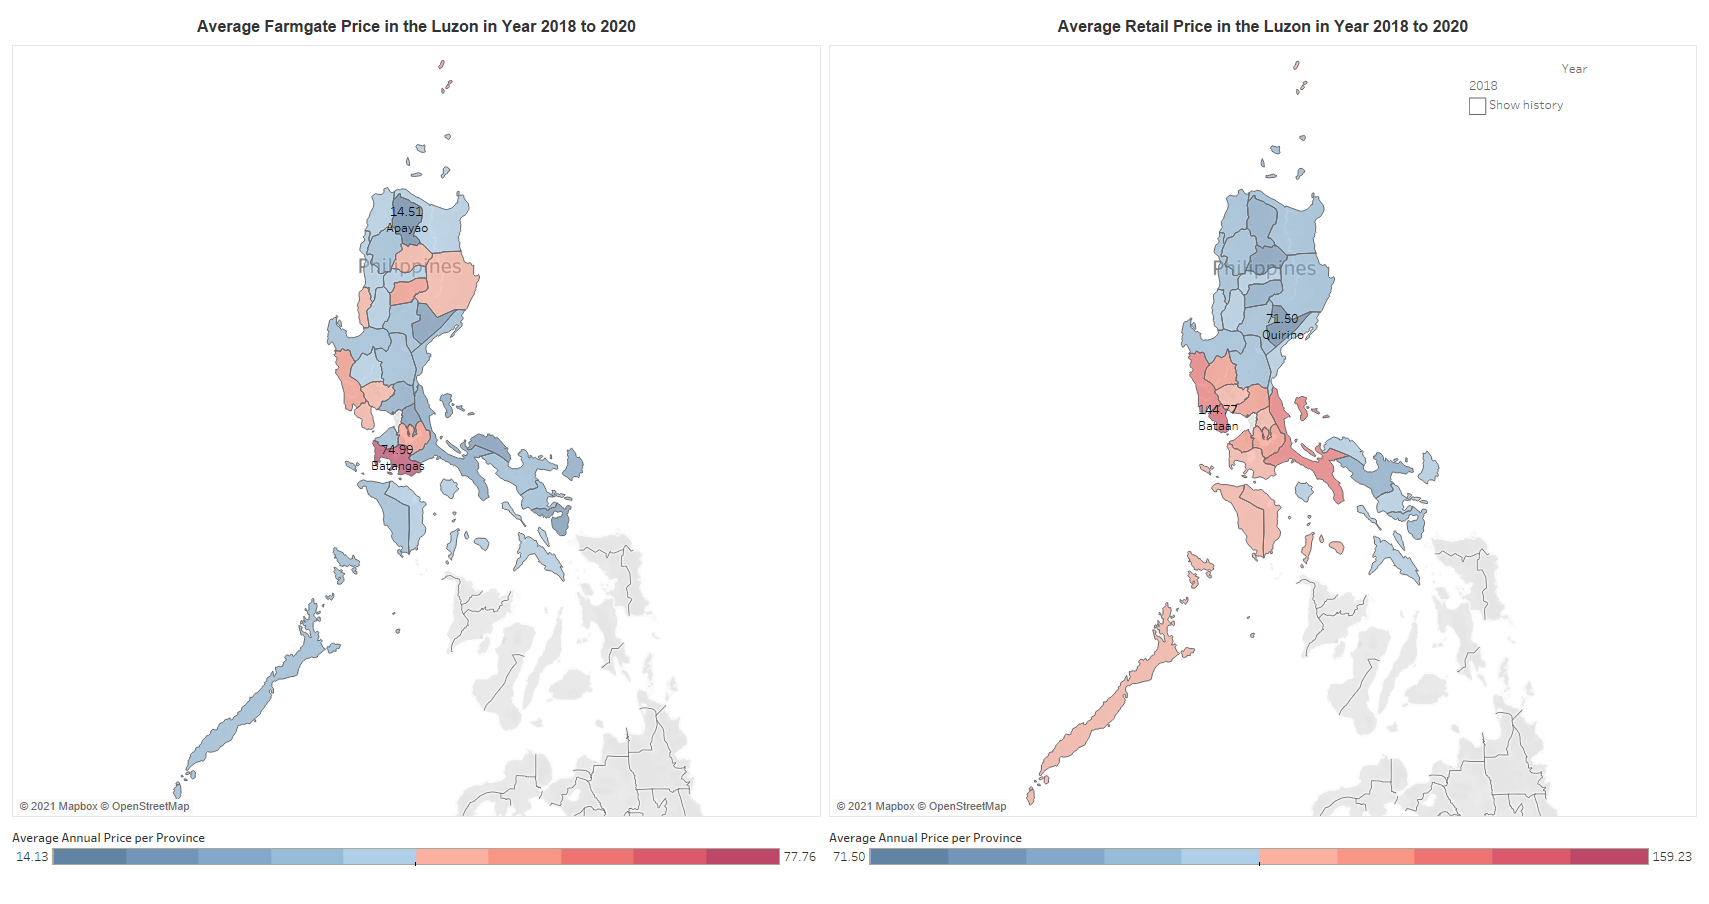 Average Farmgate Price in the Luzon in Year 2018 to 2020
14.51
Apayao
Philippines
74.99
Batangas
© 2021 Mapbox © OpenStreetMap
Average Annual Price per Province
14.13
77.76
Average Retail Price in the Luzon in Year 2018 to 2020
Year
2018
Show history
Philippines
71.50
Quirino
144.77
Bataan
© 2021 Mapbox © OpenStreetMap
Average Annual Price per Province
71.50
159.23